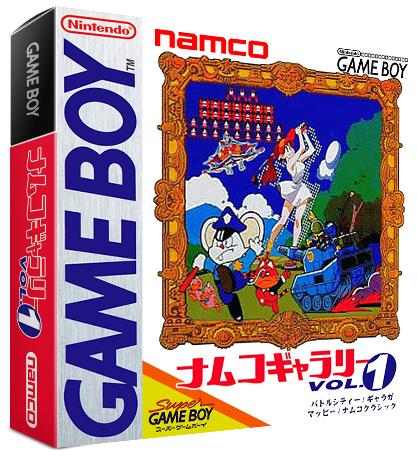 GAME BOY
ナムコギャラリー
VOL.1
namco
Nintendo
GAME BOY
TM
namco
Nintendo
GAME BOY
ナムコギャラリー
VOL.1
バトルシティー/ギャラガ
マッピー/ナムコクラシック
Super
GAME BOY
スーパーゲームボーイ